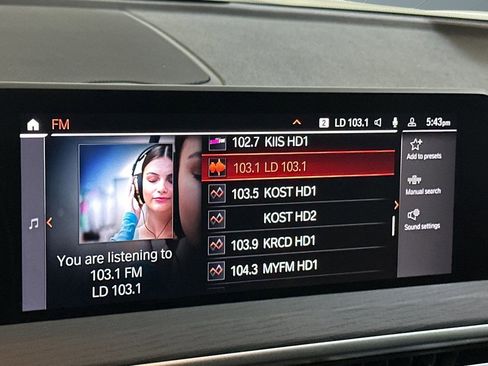 FM
2 LD 103.1
5:43pm
102.7 KIIS HD1
103.1 LD 103.1
103.5 KOST HD1
KOST HD2
103.9 KRCD HD1
104.3 MYFM HD1
You are listening to
103.1 FM
LD 103.1
Add to presets
Manual search
Sound settings